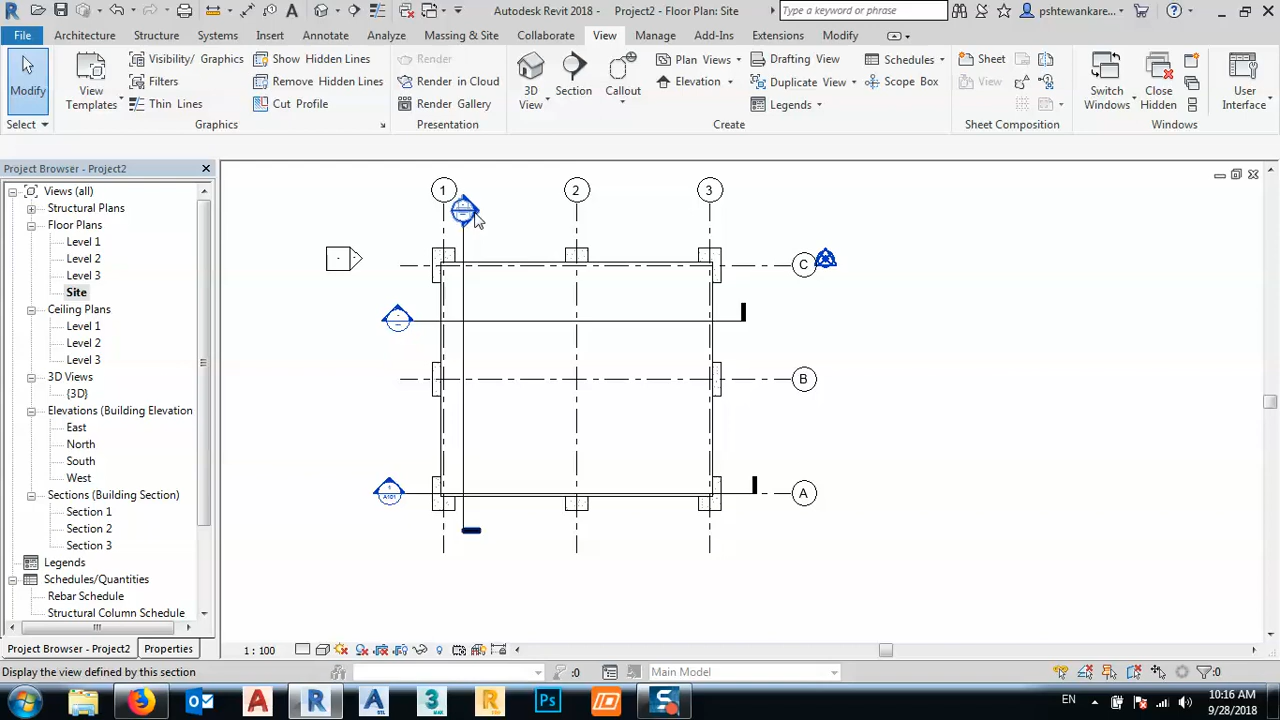 Autodesk Revit 2018 - Project2 - Floor Plan: Site
Type a keyword or phrase
pshtewankare...
File Architecture Structure Systems Insert Annotate Analyze Massing & Site Collaborate View Manage Add-Ins Extensions Modify
Modify
Select
View
Templates
Visibility/ Graphics
Filters
Thin Lines
Show Hidden Lines
Remove Hidden Lines
Cut Profile
Graphics
Render
Render in Cloud
Render Gallery
Presentation
3D
View
Section
Callout
Plan Views
Elevation
Drafting View
Duplicate View
Legends
Schedules
Scope Box
Create
Sheet
View
Sheet Composition
Switch
Windows
Close
Hidden
Windows
User
Interface
Project Browser - Project2
Views (all)
Structural Plans
Floor Plans
Level 1
Level 2
Level 3
Site
Ceiling Plans
Level 1
Level 2
Level 3
3D Views
{3D}
Elevations (Building Elevation
East
North
South
West
Sections (Building Section)
Section 1
Section 2
Section 3
Legends
Schedules/Quantities
Rebar Schedule
Structural Column Schedule
Project Browser - Project2 Properties
1
2
3
C
B
A
1
A101
1 : 100
Display the view defined by this section
:0
Main Model
:0
EN
10:16 AM
9/28/2018